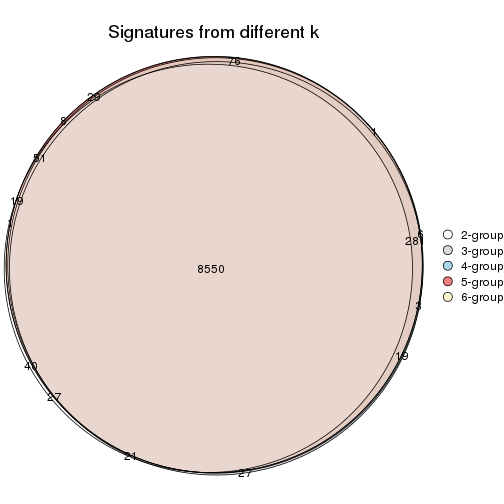 Signatures from different k
76
29
8
1
51
19
1
6
281
8550
3
19
40
27
21
27
2-group
3-group
4-group
5-group
6-group